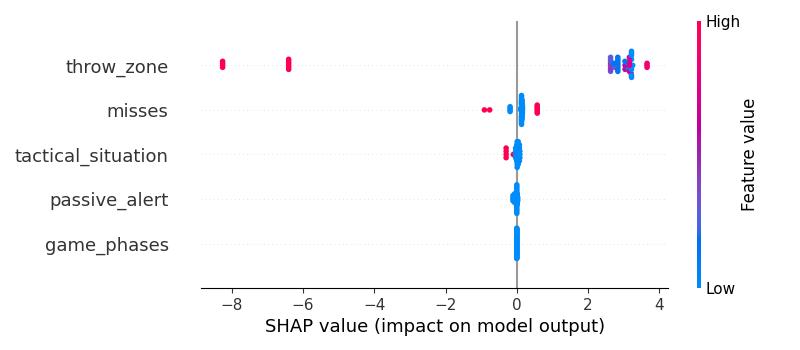 High
throw_zone
misses
tactical_situation
passive_alert
game_phases
Feature value
Low
−8 −6 −4 −2 0 2 4
SHAP value (impact on model output)